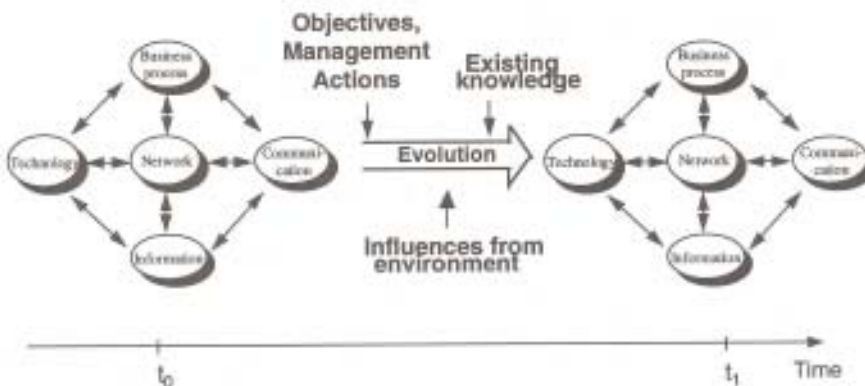 Objectives,
Management
Actions
Existing
knowledge
Business
process
Technology
Network
Communi-
cation
Information
Evolution
Influences from
environment
Business
process
Technology
Network
Communi-
cation
Information
t0
t1
Time